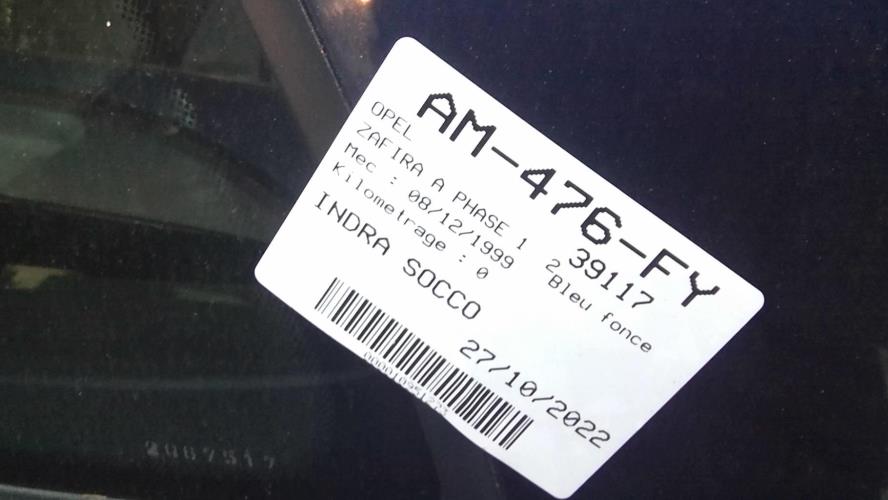 AM-476-FY
OPEL
ZAFIRA A PHASE 1 2 39117
Mec : 08/12/1999 Bleu fonce
Kilometrage : 0
INDRA SOCCO
27/10/2022